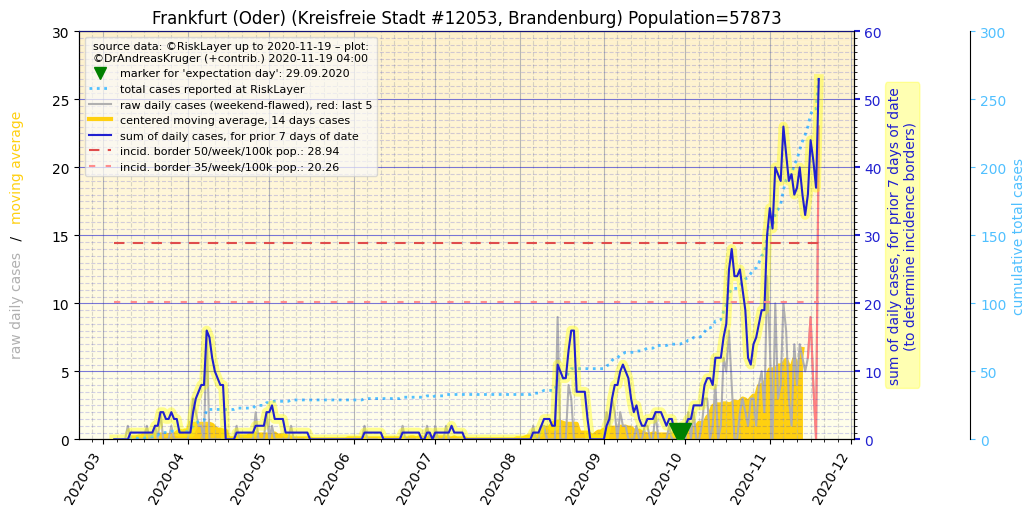 Frankfurt (Oder) (Kreisfreie Stadt #12053, Brandenburg) Population=57873
source data: ©RiskLayer up to 2020-11-19 – plot:
©DrAndreasKruger (+contrib.) 2020-11-19 04:00
marker for 'expectation day': 29.09.2020
total cases reported at RiskLayer
raw daily cases (weekend-flawed), red: last 5
centered moving average, 14 days cases
sum of daily cases, for prior 7 days of date
incid. border 50/week/100k pop.: 28.94
incid. border 35/week/100k pop.: 20.26
raw daily cases / moving average
30
25
20
15
10
5
0
2020-03
2020-04
2020-05
2020-06
2020-07
2020-08
2020-09
2020-10
2020-11
2020-12
60
50
40
30
20
10
0
sum of daily cases, for prior 7 days of date
(to determine incidence borders)
300
250
200
150
100
50
0
cumulative total cases